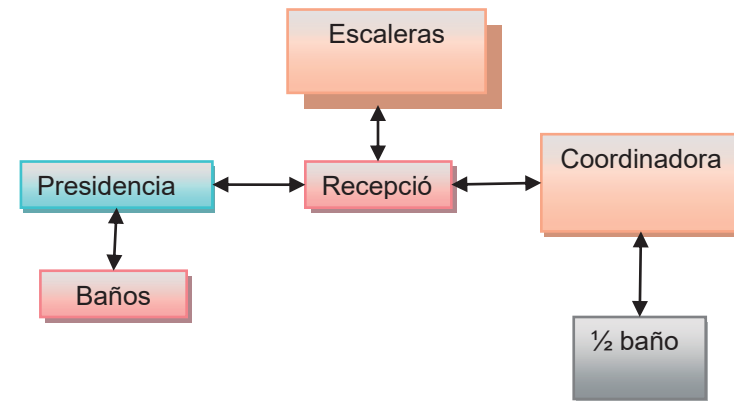 Escaleras
Coordinadora
Presidencia
Recepció
Baños
½ baño